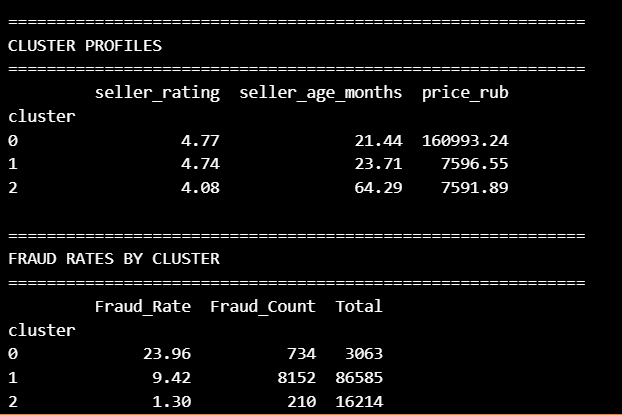 ============================================================
CLUSTER PROFILES
============================================================
         seller_rating  seller_age_months  price_rub
cluster
0                 4.77              21.44  160993.24
1                 4.74              23.71    7596.55
2                 4.08              64.29    7591.89
============================================================
FRAUD RATES BY CLUSTER
============================================================
         Fraud_Rate  Fraud_Count  Total
cluster
0             23.96          734   3063
1              9.42         8152  86585
2              1.30          210  16214